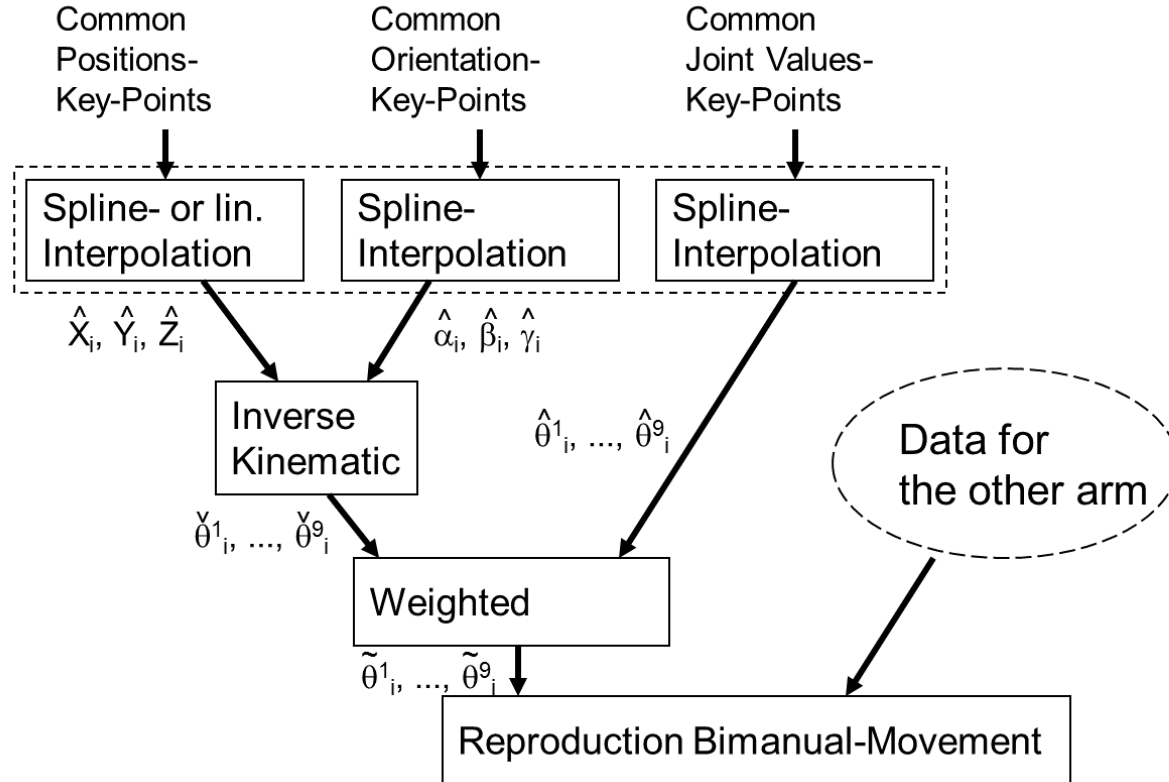 Common
Positions-
Key-Points
Common
Orientation-
Key-Points
Common
Joint Values-
Key-Points
Spline- or lin.
Interpolation
Spline-
Interpolation
Spline-
Interpolation
X̂ᵢ, Ŷᵢ, Ẑᵢ
α̂ᵢ, β̂ᵢ, γ̂ᵢ
Inverse
Kinematic
θ̂¹ᵢ, ..., θ̂⁹ᵢ
Data for
the other arm
θ̌¹ᵢ, ..., θ̌⁹ᵢ
Weighted
θ̃¹ᵢ, ..., θ̃⁹ᵢ
Reproduction Bimanual-Movement